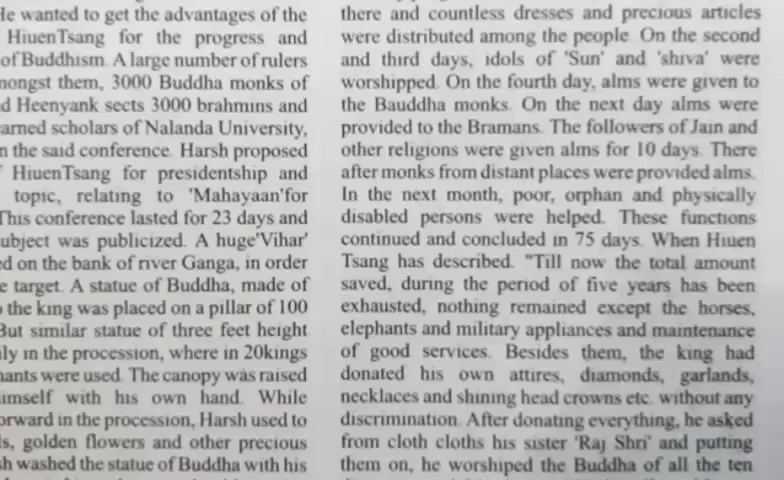 He wanted to get the advantages of the
HiuenTsang for the progress and
of Buddhism. A large number of rulers
mongst them, 3000 Buddha monks of
d Heenyank sects 3000 brahmins and
earned scholars of Nalanda University,
n the said conference. Harsh proposed
HiuenTsang for presidentship and
topic, relating to 'Mahayaan'for
This conference lasted for 23 days and
ubject was publicized. A huge'Vihar'
ed on the bank of river Ganga, in order
e target. A statue of Buddha, made of
the king was placed on a pillar of 100
But similar statue of three feet height
ily in the procession, where in 20kings
hants were used. The canopy was raised
imself with his own hand. While
orward in the procession, Harsh used to
ls, golden flowers and other precious
sh washed the statue of Buddha with his
there and countless dresses and precious articles
were distributed among the people. On the second
and third days, idols of 'Sun' and 'shiva' were
worshipped. On the fourth day, alms were given to
the Bauddha monks. On the next day alms were
provided to the Bramans. The followers of Jain and
other religions were given alms for 10 days. There
after monks from distant places were provided alms.
In the next month, poor, orphan and physically
disabled persons were helped. These functions
continued and concluded in 75 days. When Hiuen
Tsang has described. "Till now the total amount
saved, during the period of five years has been
exhausted, nothing remained except the horses,
elephants and military appliances and maintenance
of good services. Besides them, the king had
donated his own attires, diamonds, garlands,
necklaces and shining head crowns etc. without any
discrimination. After donating everything, he asked
from cloth cloths his sister 'Raj Shri' and putting
them on, he worshiped the Buddha of all the ten